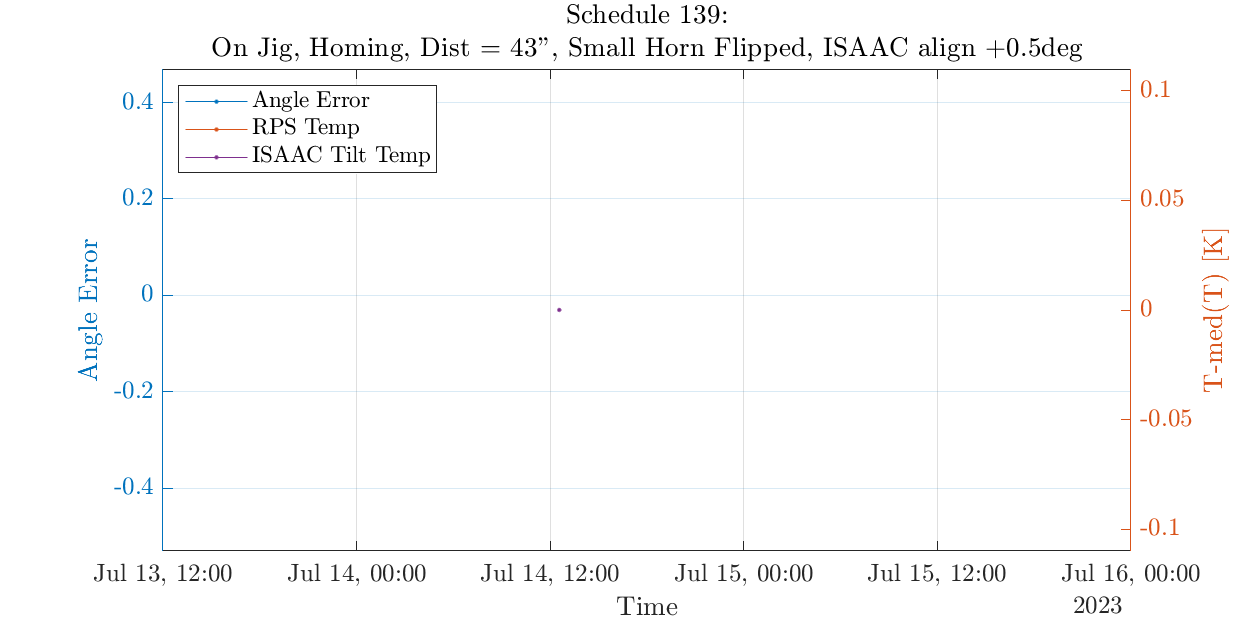 Schedule 139:
On Jig, Homing, Dist = 43", Small Horn Flipped, ISAAC align +0.5deg
Angle Error
RPS Temp
ISAAC Tilt Temp
0.4
0.2
0
-0.2
-0.4
Angle Error
0.1
0.05
0
-0.05
-0.1
T-med(T) [K]
Jul 13, 12:00
Jul 14, 00:00
Jul 14, 12:00
Jul 15, 00:00
Jul 15, 12:00
Jul 16, 00:00
Time
2023